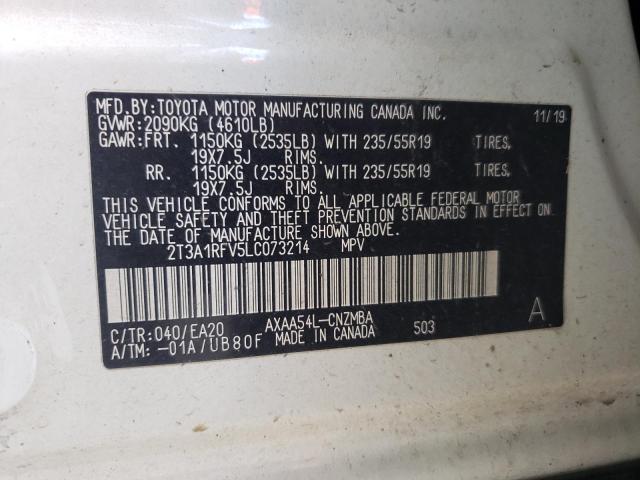 MFD.BY:TOYOTA MOTOR MANUFACTURING CANADA INC. 11/19
GVWR:2090KG (4610LB)
GAWR:FRT. 1150KG (2535LB) WITH 235/55R19 TIRES,
19X7.5J RIMS.
RR. 1150KG (2535LB) WITH 235/55R19 TIRES,
19X7.5J RIMS.
THIS VEHICLE CONFORMS TO ALL APPLICABLE FEDERAL MOTOR
VEHICLE SAFETY AND THEFT PREVENTION STANDARDS IN EFFECT ON
THE DATE OF MANUFACTURE SHOWN ABOVE.
2T3A1RFV5LC073214 MPV
C/TR:040/EA20 AXAA54L-CNZMBA 503 A
A/TM:-01A/UB80F MADE IN CANADA